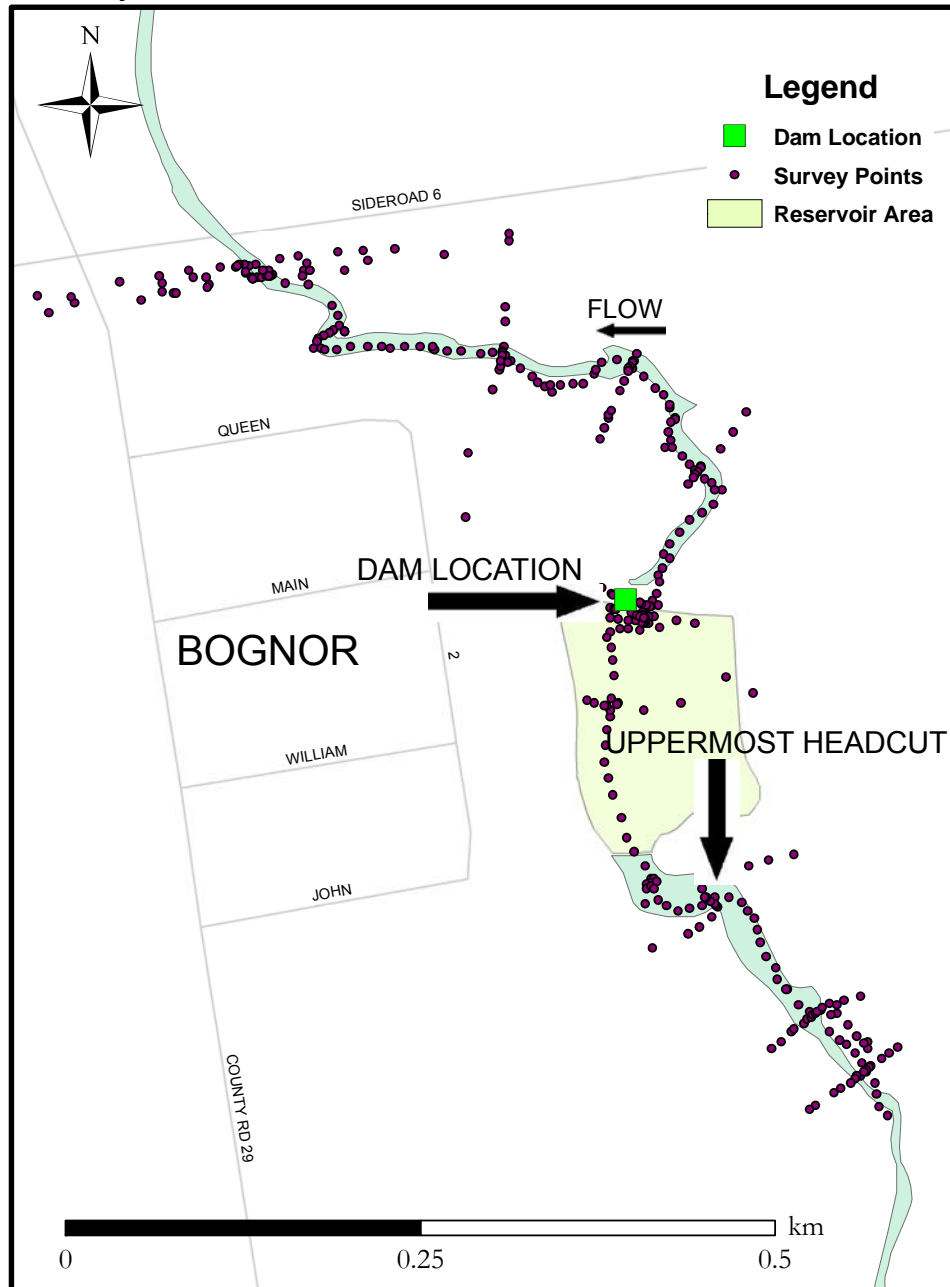 N
Legend
Dam Location
Survey Points
Reservoir Area
SIDEROAD 6
FLOW
QUEEN
DAM LOCATION
MAIN
BOGNOR
2
UPPERMOST HEADCUT
WILLIAM
JOHN
COUNTY RD 29
km
0 0.25 0.5